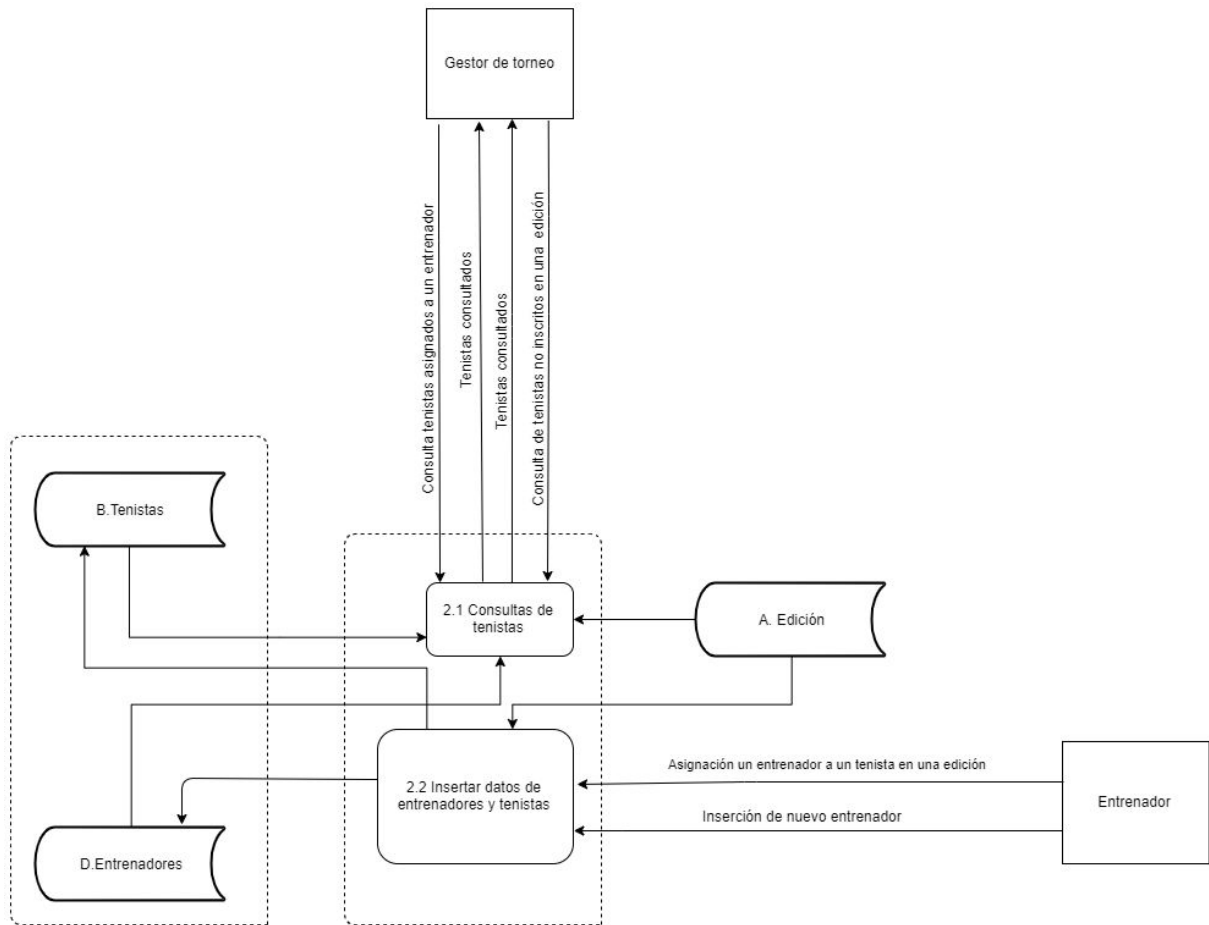 Gestor de torneo
Consulta tenistas asignados a un entrenador
Tenistas consultados
Tenistas consultados
Consulta de tenistas no inscritos en una edición
B.Tenistas
2.1 Consultas de
tenistas
A. Edición
2.2 Insertar datos de
entrenadores y tenistas
Asignación un entrenador a un tenista en una edición
Inserción de nuevo entrenador
Entrenador
D.Entrenadores